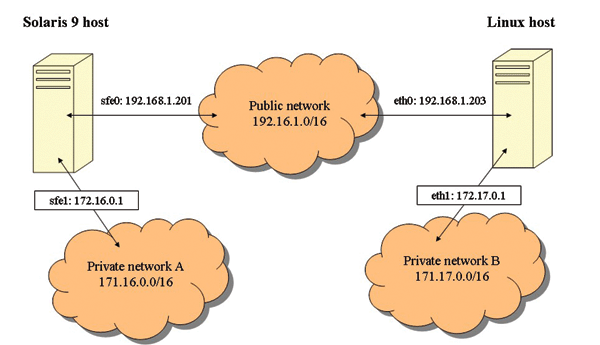 Solaris 9 host
Linux host
sfe0: 192.168.1.201
Public network
192.16.1.0/16
eth0: 192.168.1.203
sfe1: 172.16.0.1
eth1: 172.17.0.1
Private network A
171.16.0.0/16
Private network B
171.17.0.0/16